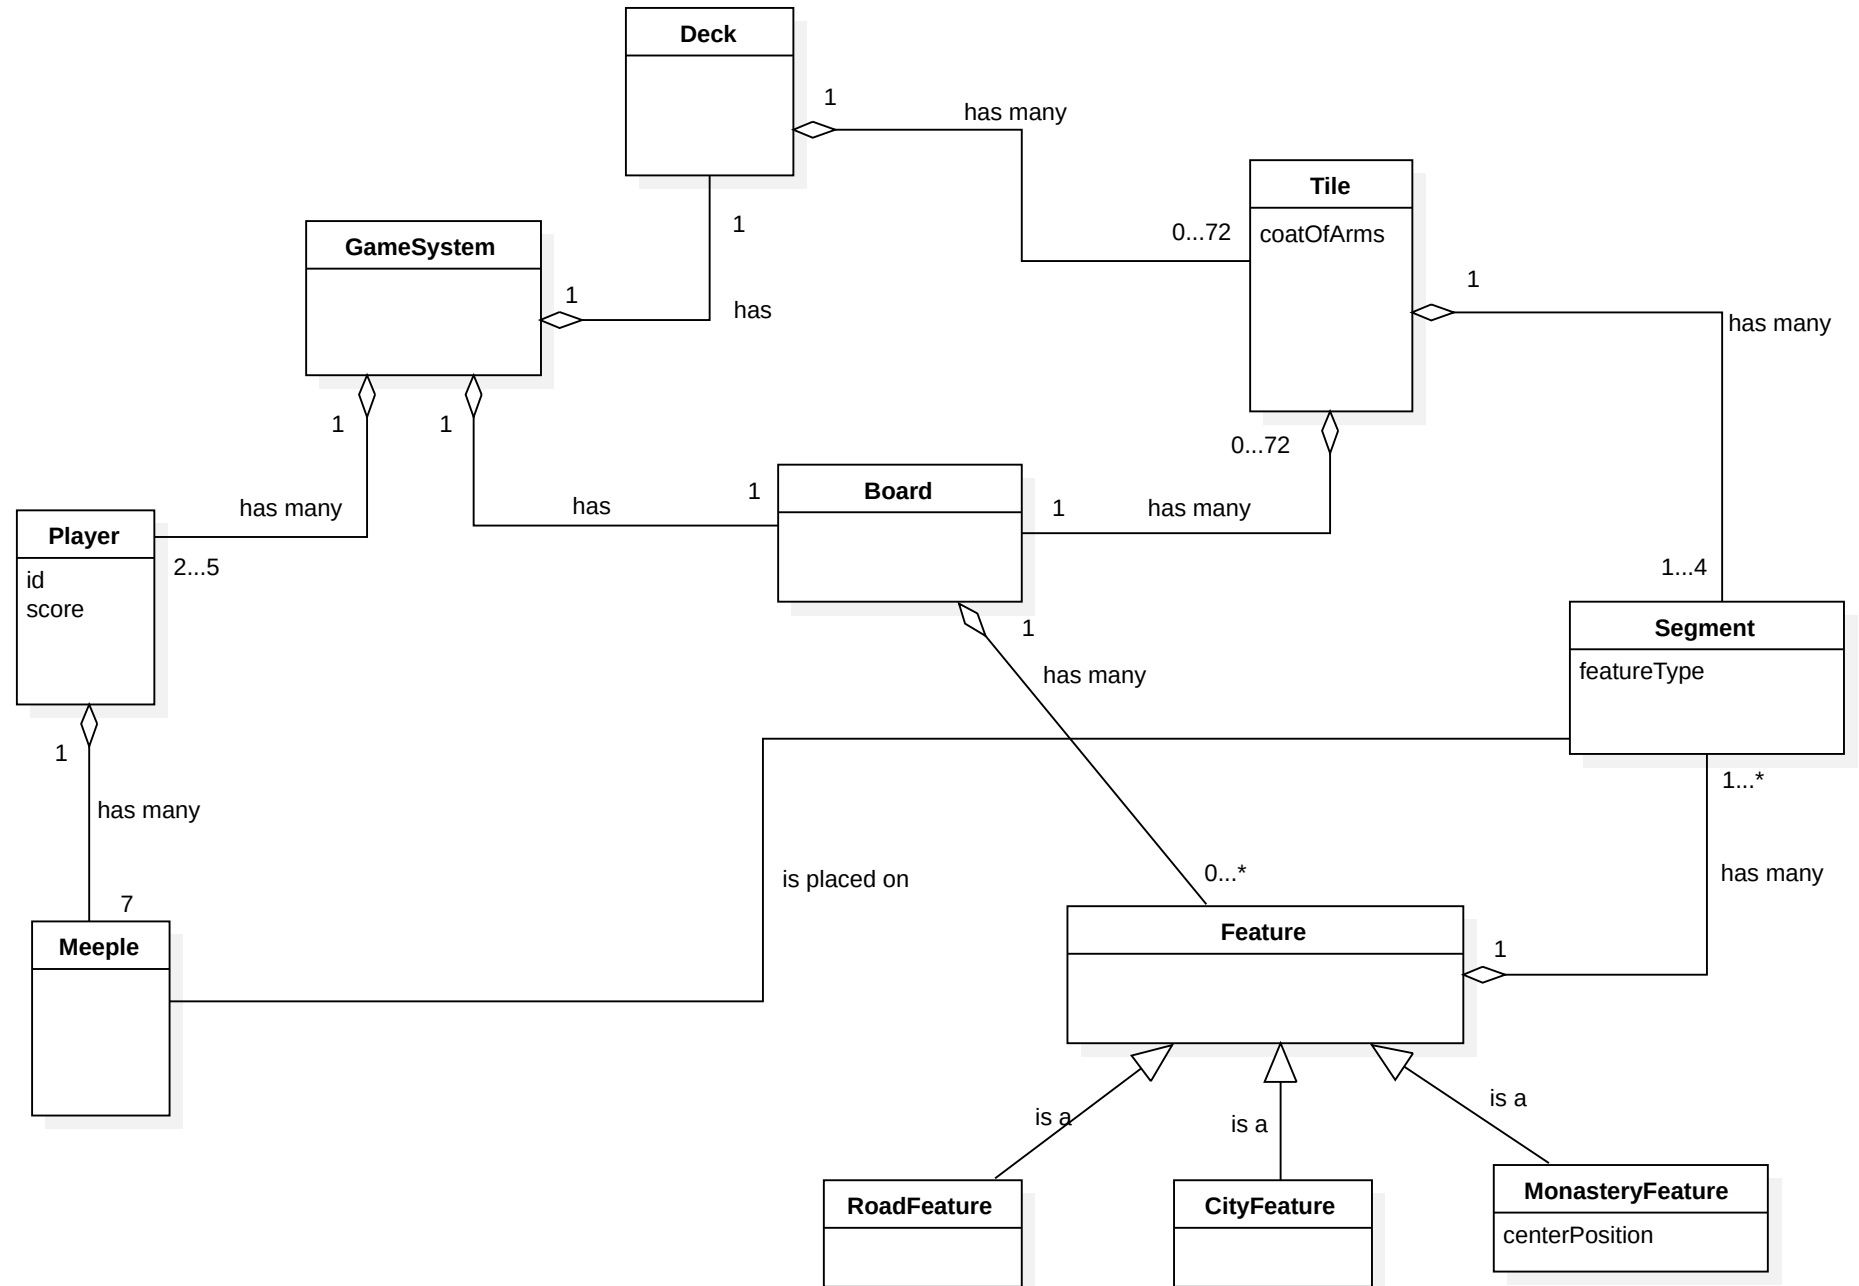 Deck
1
has many
Tile
coatOfArms
0...72
1
GameSystem
1
has
1
has many
1
1
0...72
has many
2...5
has
1
Board
1
has many
Player
id
score
1...4
Segment
featureType
1
has many
1
has many
1...*
has many
0...*
is placed on
7
Meeple
Feature
1
is a
is a
is a
RoadFeature
CityFeature
MonasteryFeature
centerPosition